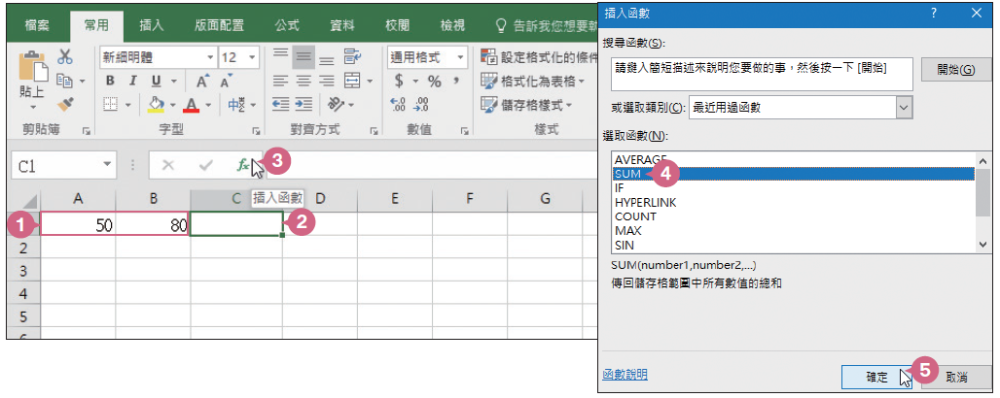 檔案 常用 插入 版面配置 公式 資料 校閱 檢視 告訴我您想要執
貼上
剪貼簿
新細明體 12
B I U A A
A 中
字型
對齊方式
通用格式
$ % ,
.00 .00
數值
設定格式化的條件
格式化為表格
儲存格樣式
樣式
C1 fx 3
插入函數
A B C D E F G
1 50 80 2
2
3
4
5
插入函數 ? ×
搜尋函數(S):
請鍵入簡短描述來說明您要做的事，然後按一下 [開始] 開始(G)
或選取類別(C): 最近用過函數
選取函數(N):
AVERAGE
SUM 4
IF
HYPERLINK
COUNT
MAX
SIN
SUM(number1,number2,...)
傳回儲存格範圍中所有數值的總和
函數說明 確定 5 取消